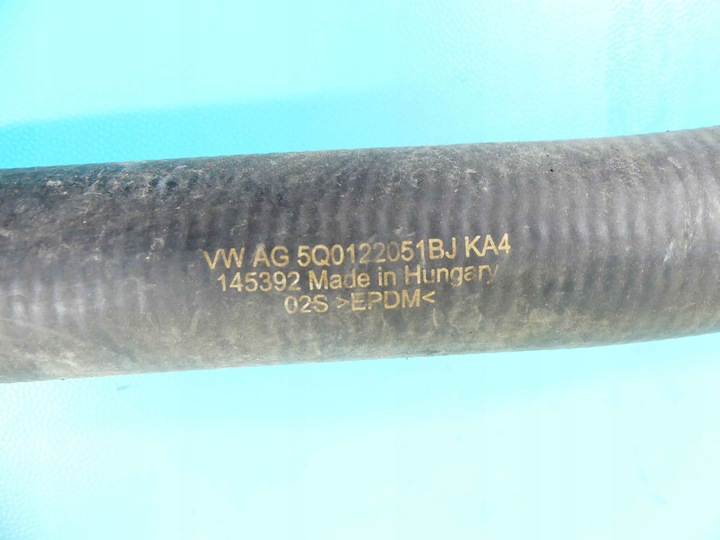 VW AG 5Q0122051BJ KA4
145392 Made in Hungary
02S >EPDM<